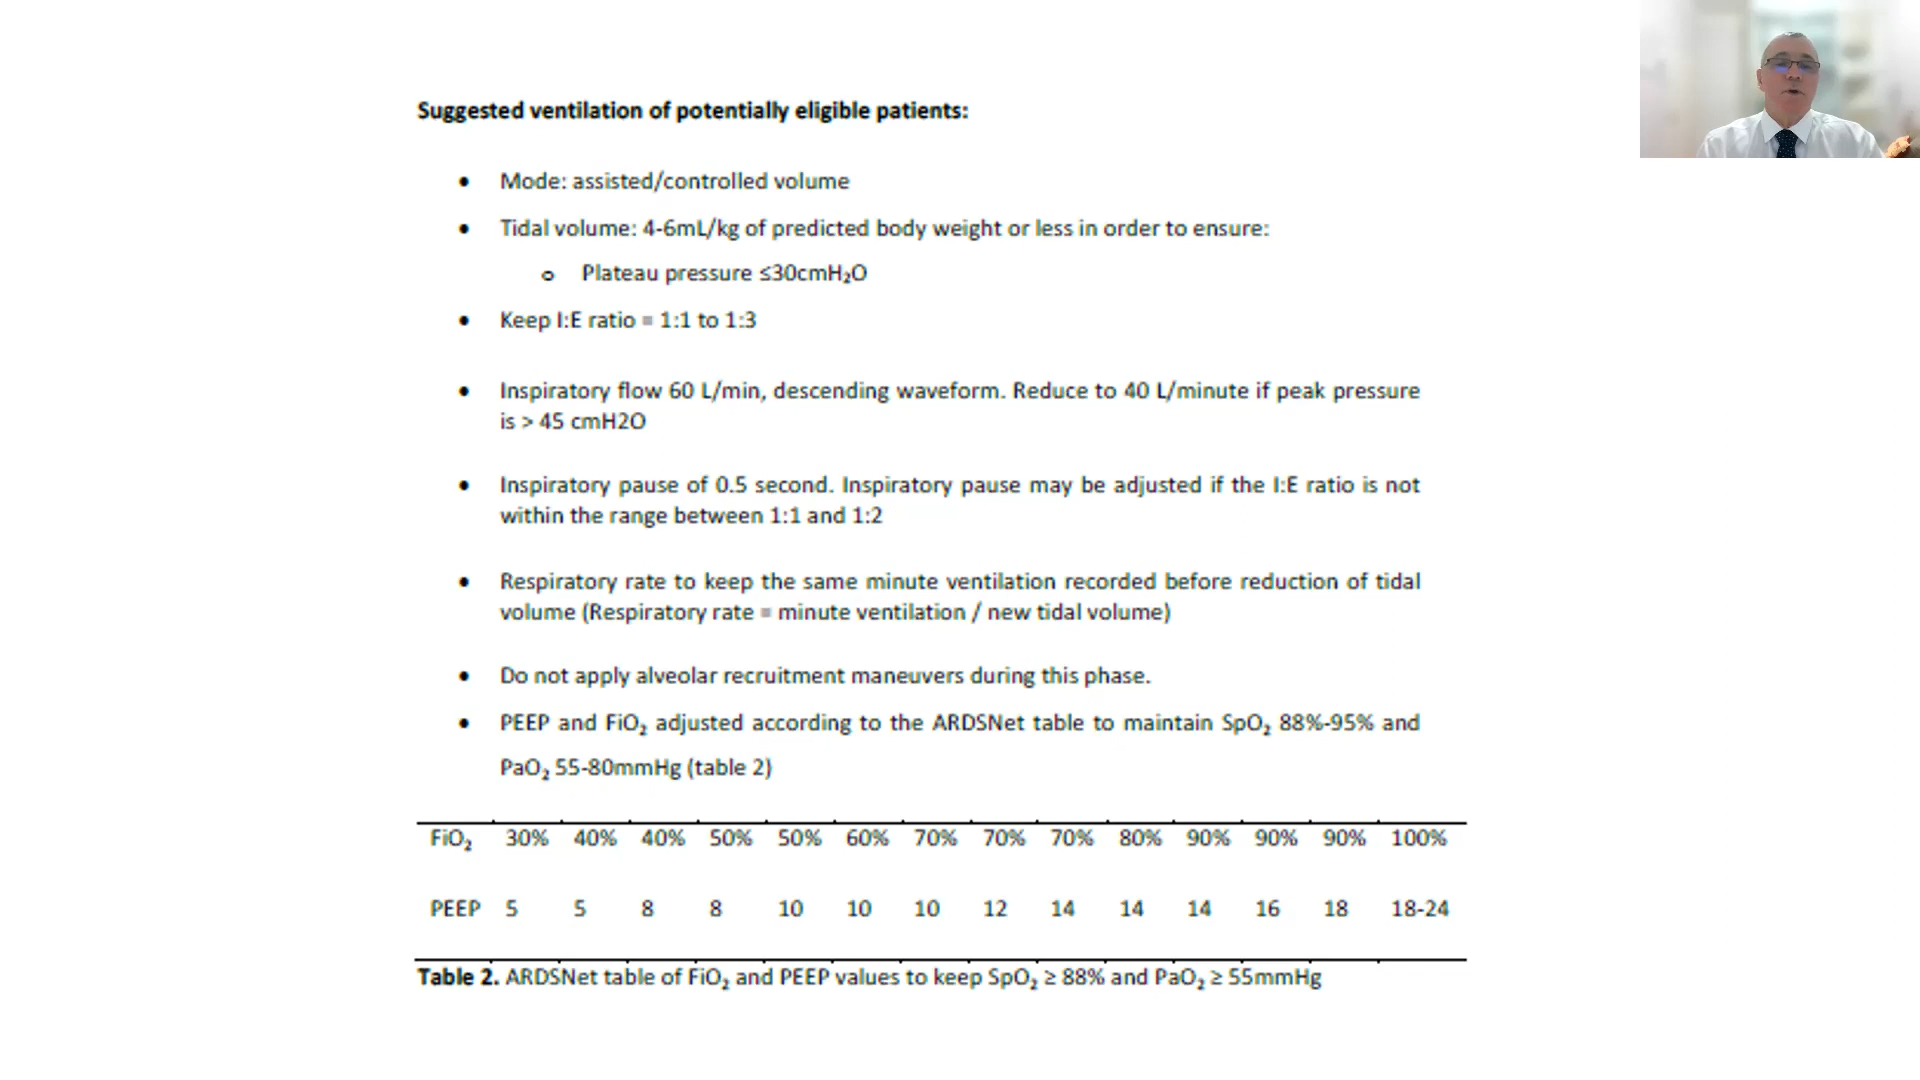 Suggested ventilation of potentially eligible patients:
• Mode: assisted/controlled volume
• Tidal volume: 4-6mL/kg of predicted body weight or less in order to ensure:
o Plateau pressure ≤30cmH₂O
• Keep I:E ratio = 1:1 to 1:3
• Inspiratory flow 60 L/min, descending waveform. Reduce to 40 L/minute if peak pressure
is > 45 cmH2O
• Inspiratory pause of 0.5 second. Inspiratory pause may be adjusted if the I:E ratio is not
within the range between 1:1 and 1:2
• Respiratory rate to keep the same minute ventilation recorded before reduction of tidal
volume (Respiratory rate = minute ventilation / new tidal volume)
• Do not apply alveolar recruitment maneuvers during this phase.
• PEEP and FiO₂ adjusted according to the ARDSNet table to maintain SpO₂ 88%-95% and
PaO₂ 55-80mmHg (table 2)
FiO₂ 30% 40% 40% 50% 50% 60% 70% 70% 70% 80% 90% 90% 90% 100%
PEEP 5 5 8 8 10 10 10 12 14 14 14 16 18 18-24
Table 2. ARDSNet table of FiO₂ and PEEP values to keep SpO₂ ≥ 88% and PaO₂ ≥ 55mmHg